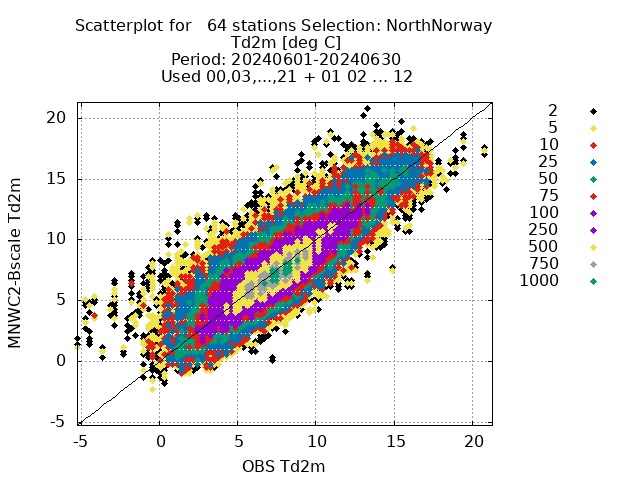 Scatterplot for   64 stations Selection: NorthNorway
Td2m [deg C]
Period: 20240601-20240630
Used 00,03,...,21 + 01 02 ... 12
MNWC2-Bscale Td2m
20
15
10
5
0
-5
-5 0 5 10 15 20
OBS Td2m
2
5
10
25
50
75
100
250
500
750
1000